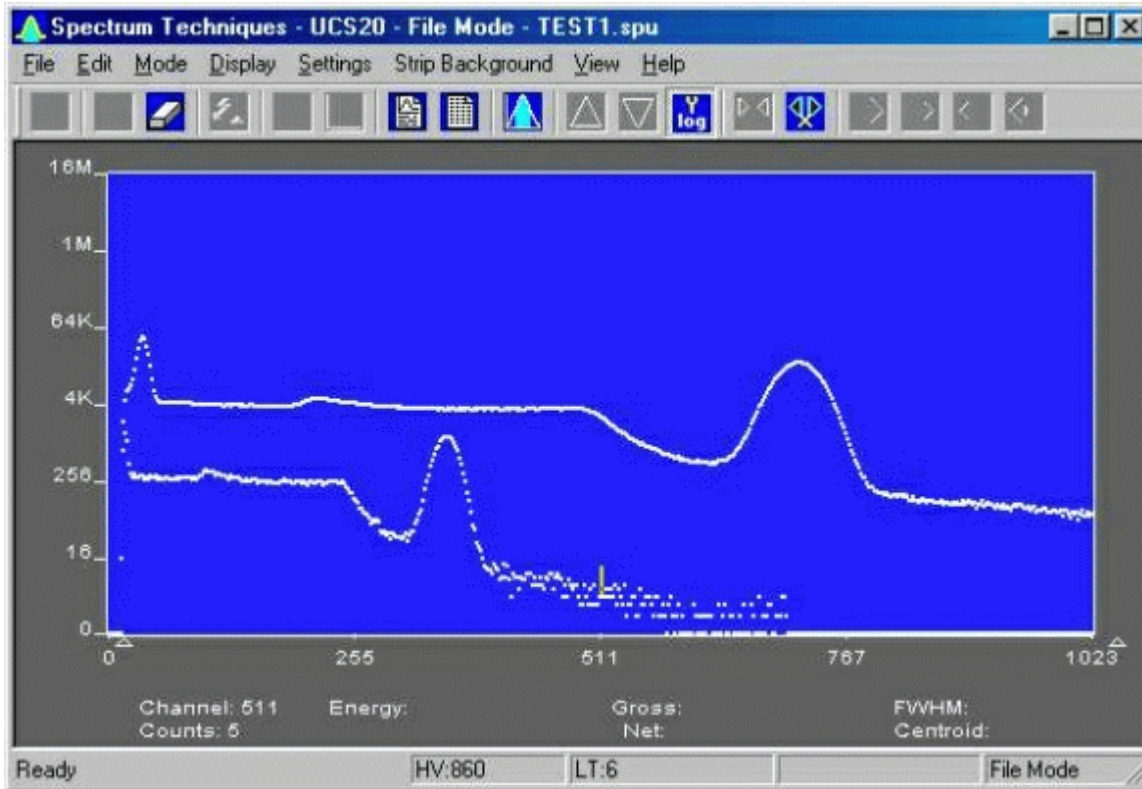 Spectrum Techniques - UCS20 - File Mode - TEST1.spu
File Edit Mode Display Settings Strip Background View Help
Y
log
16M
1M
64K
4K
256
16
0
0 255 511 767 1023
Channel: 511 Energy: Gross: FWHM:
Counts: 5 Net: Centroid:
Ready HV:860 LT:6 File Mode